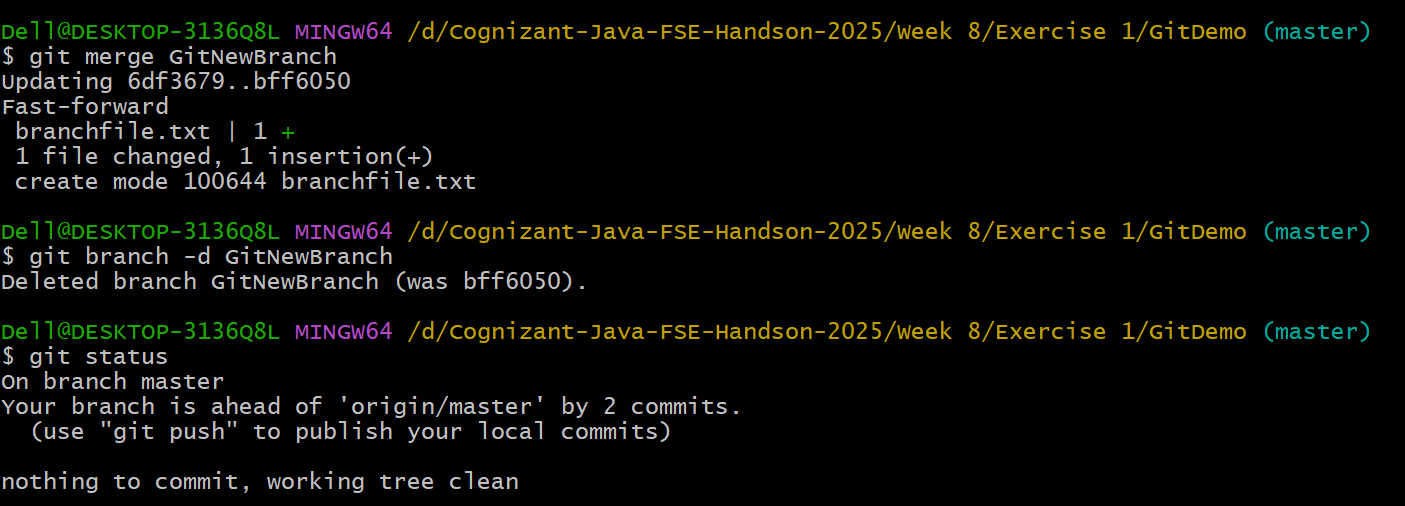 Dell@DESKTOP-3136Q8L MINGW64 /d/Cognizant-Java-FSE-Handson-2025/Week 8/Exercise 1/GitDemo (master)
$ git merge GitNewBranch
Updating 6df3679..bff6050
Fast-forward
 branchfile.txt | 1 +
 1 file changed, 1 insertion(+)
 create mode 100644 branchfile.txt

Dell@DESKTOP-3136Q8L MINGW64 /d/Cognizant-Java-FSE-Handson-2025/Week 8/Exercise 1/GitDemo (master)
$ git branch -d GitNewBranch
Deleted branch GitNewBranch (was bff6050).

Dell@DESKTOP-3136Q8L MINGW64 /d/Cognizant-Java-FSE-Handson-2025/Week 8/Exercise 1/GitDemo (master)
$ git status
On branch master
Your branch is ahead of 'origin/master' by 2 commits.
  (use "git push" to publish your local commits)

nothing to commit, working tree clean